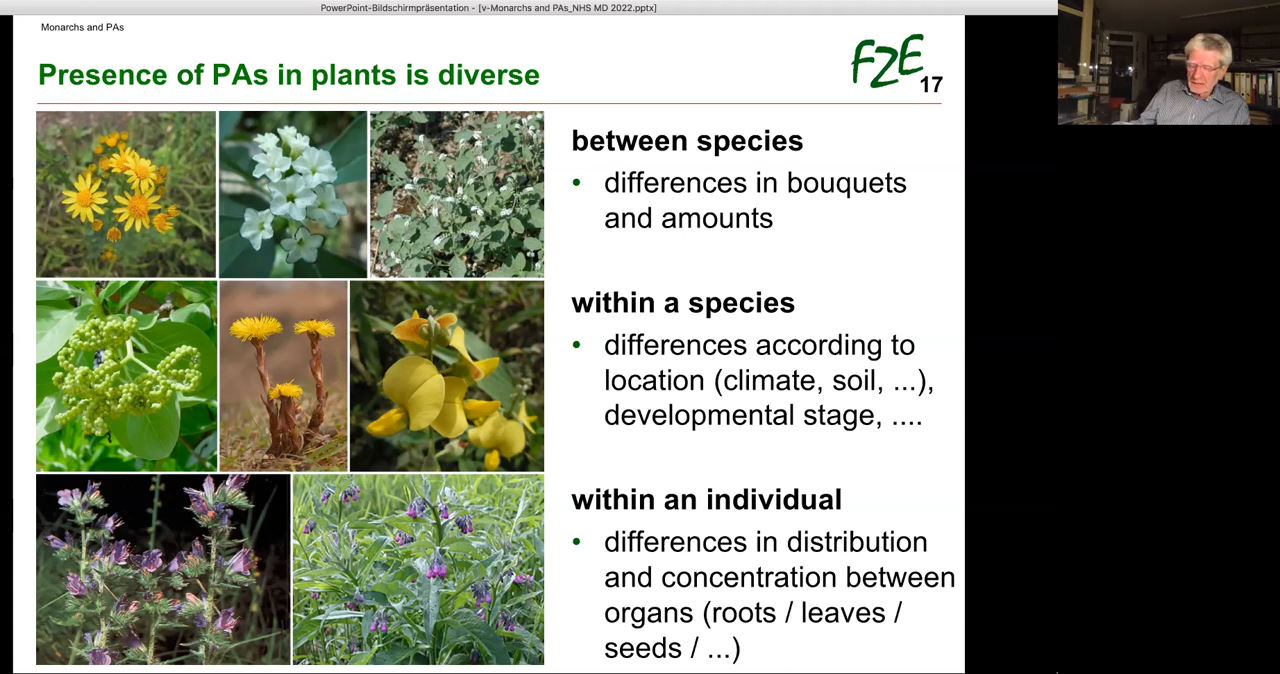 PowerPoint-Bildschirmpräsentation - [v-Monarchs and PAs_NHS MD 2022.pptx]
Monarchs and PAs
Presence of PAs in plants is diverse
FZE
17
between species
• differences in bouquets
and amounts
within a species
• differences according to
location (climate, soil, ...),
developmental stage, ....
within an individual
• differences in distribution
and concentration between
organs (roots / leaves /
seeds / ...)